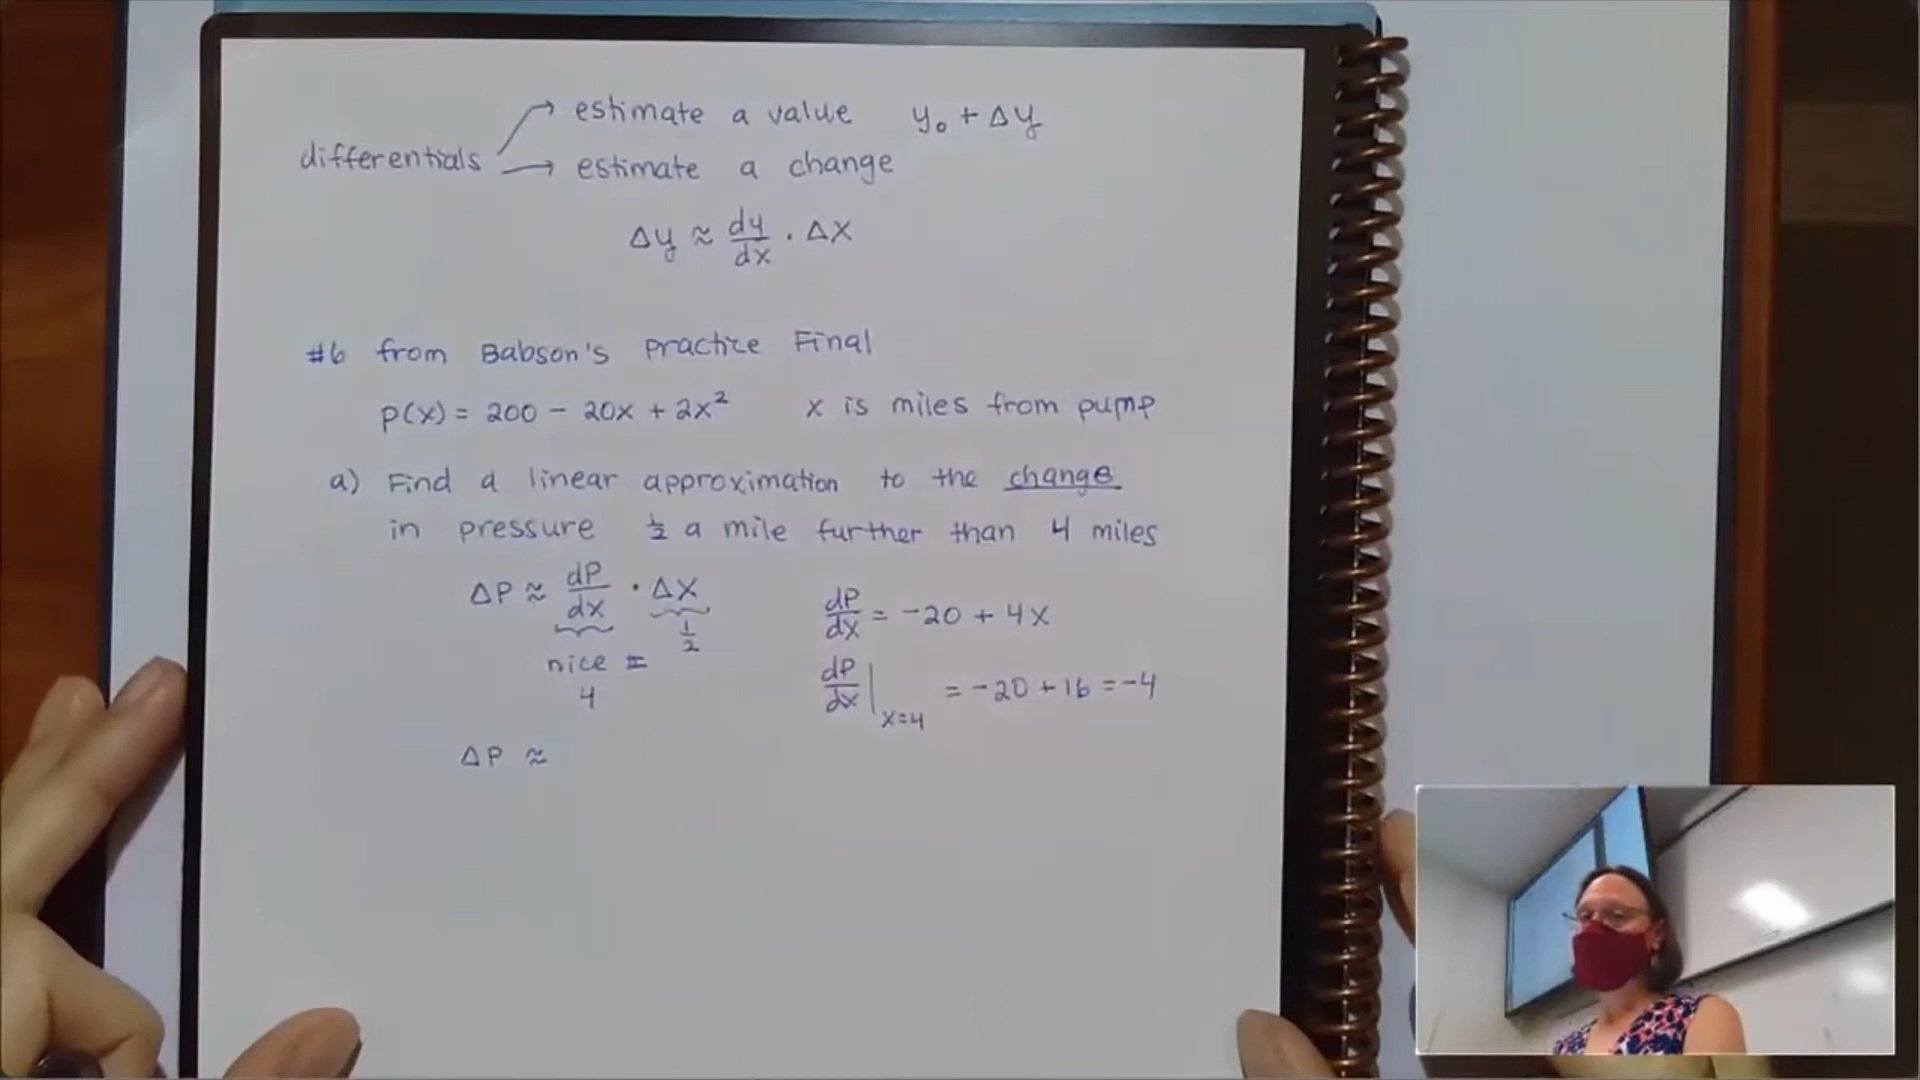 differentials → estimate a value y₀ + Δy
→ estimate a change
Δy ≈ dy/dx · Δx
#6 from Babson's Practice Final
P(x) = 200 - 20x + 2x² x is miles from pump
a) Find a linear approximation to the change
in pressure ½ a mile further than 4 miles
ΔP ≈ dP/dx · Δx
½
nice =
4
dP/dx = -20 + 4x
dP/dx |x=4 = -20 + 16 = -4
ΔP ≈